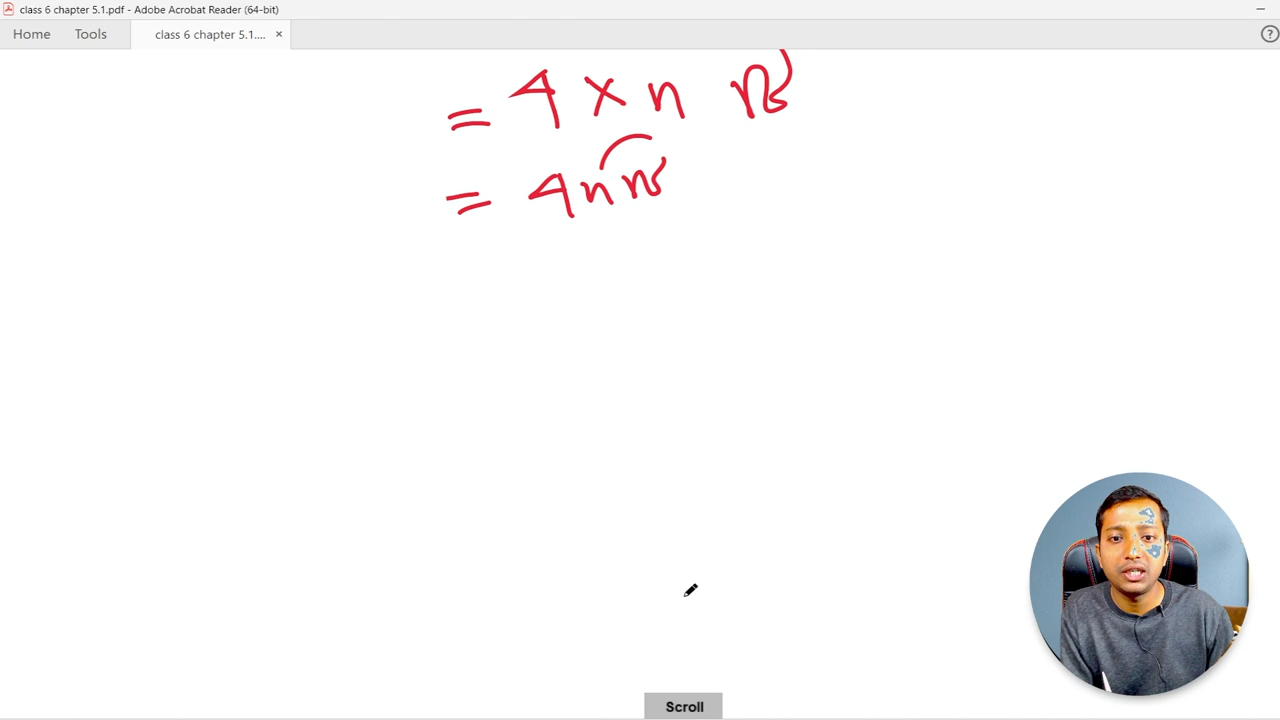 class 6 chapter 5.1.pdf - Adobe Acrobat Reader (64-bit)
Home Tools class 6 chapter 5.1.... ×
= 4 × n টি
= 4n টি
Scroll